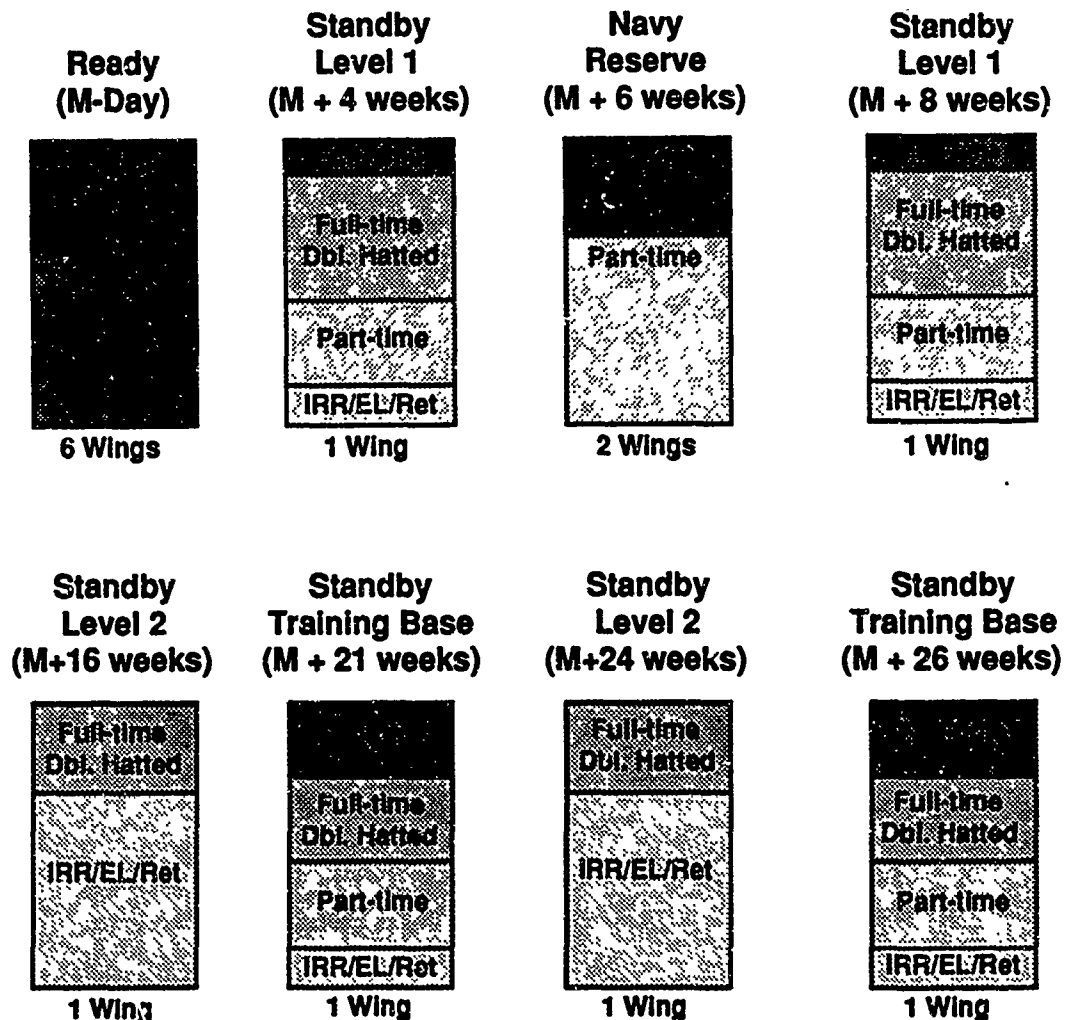 Ready
(M-Day)
Standby
Level 1
(M + 4 weeks)
Navy
Reserve
(M + 6 weeks)
Standby
Level 1
(M + 8 weeks)
Full-time
Dbl. Hatted
Part-time
IRR/EL/Ret
Part-time
Full-time
Dbl. Hatted
Part-time
IRR/EL/Ret
6 Wings
1 Wing
2 Wings
1 Wing
Standby
Level 2
(M+16 weeks)
Standby
Training Base
(M + 21 weeks)
Standby
Level 2
(M+24 weeks)
Standby
Training Base
(M + 26 weeks)
Full-time
Dbl. Hatted
IRR/EL/Ret
Full-time
Dbl. Hatted
Part-time
IRR/EL/Ret
Full-time
Dbl. Hatted
IRR/EL/Ret
Full-time
Dbl. Hatted
Part-time
IRR/EL/Ret
1 Wing
1 Wing
1 Wing
1 Wing